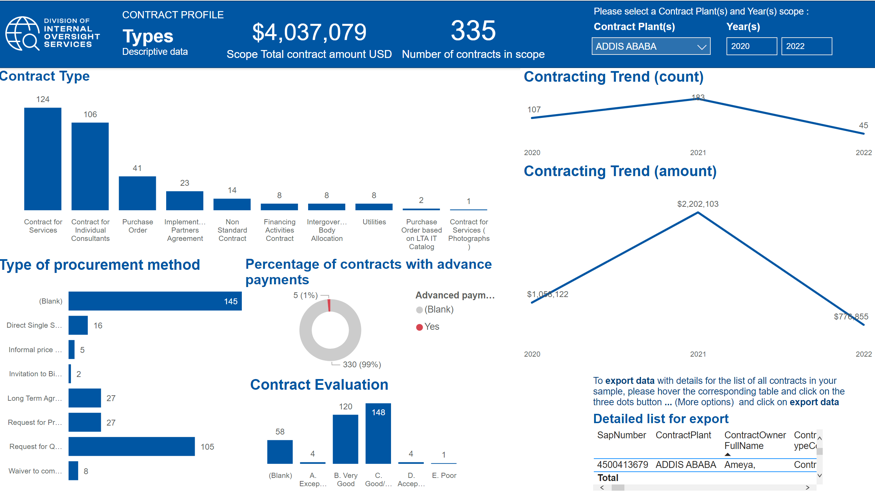 DIVISION OF
INTERNAL
OVERSIGHT
SERVICES
CONTRACT PROFILE
Types
Descriptive data
$4,037,079
Scope Total contract amount USD
335
Number of contracts in scope
Please select a Contract Plant(s) and Year(s) scope :
Contract Plant(s)
Year(s)
ADDIS ABABA
2020
2022
Contract Type
124
106
41
23
14
8
8
8
2
1
Contract for
Services
Contract for
Individual
Consultants
Purchase
Order
Implement…
Partners
Agreement
Non
Standard
Contract
Financing
Activities
Contract
Intergover…
Body
Allocation
Utilities
Purchase
Order based
on LTA IT
Catalog
Contract for
Services (
Photographs
)
Contracting Trend (count)
107
183
45
2020
2021
2022
Contracting Trend (amount)
$2,202,103
2020
2021
2022
Type of procurement method
(Blank)
145
Direct Single S…
16
Informal price …
5
Invitation to Bi…
2
Long Term Agr…
27
Request for Pr…
27
Request for Q…
105
Waiver to com…
8
Percentage of contracts with advance
payments
5 (1%)
330 (99%)
Advanced paym…
(Blank)
Yes
Contract Evaluation
58
4
120
148
4
1
(Blank)
A.
Excep…
B. Very
Good
C.
Good/…
D.
Accep…
E. Poor
To export data with details for the list of all contracts in your
sample, please hover the corresponding table and click on the
three dots button ... (More options) and click on export data
Detailed list for export
SapNumber
ContractPlant
ContractOwner
FullName
Contr
ypeC
4500413679
ADDIS ABABA
Ameya,
Contr
Total